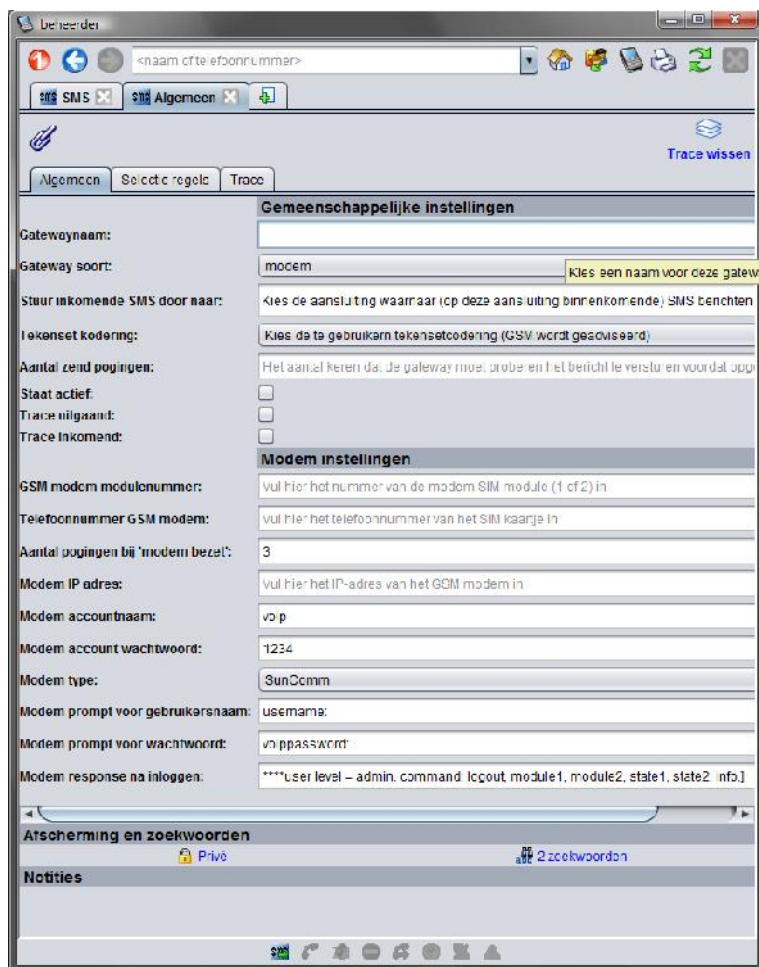 beheerder
<naam of telefoonnummer>
sms SMS sms Algemeen
Trace wissen
Algemeen Selectie regels Trace
Gemeenschappelijke instellingen
Gatewaynaam:
Gateway soort: modem
Kies een naam voor deze gatew
Stuur inkomende SMS door naar: Kies de aansluiting waarnaar (op deze aansluiting binnenkomende) SMS berichten
Tekenset kodering: Kies de te gebruikern tekensetcodering (GSM wordt geadviseerd)
Aantal zend pogingen: Het aantal keren dat de gateway moet proberen het bericht te versturen voordat opge
Staat actief:
Trace uitgaand:
Trace inkomend:
Modem instellingen
GSM modem modulenummer: Vul hier het nummer van de modem SIM module (1 of 2) in
Telefoonnummer GSM modem: Vul hier het telefoonnummer van het SIM kaartje in
Aantal pogingen bij 'modem bezet': 3
Modem IP adres: Vul hier het IP-adres van het GSM modem in
Modem accountnaam: voip
Modem account wachtwoord: 1234
Modem type: SunComm
Modem prompt voor gebruikersnaam: username:
Modem prompt voor wachtwoord: voippassword:
Modem response na inloggen: ****user level = admin. command: logout, module1, module2, state1, state2, info.]
Afscherming en zoekwoorden
Privé 2 zoekwoorden
Notities
sms